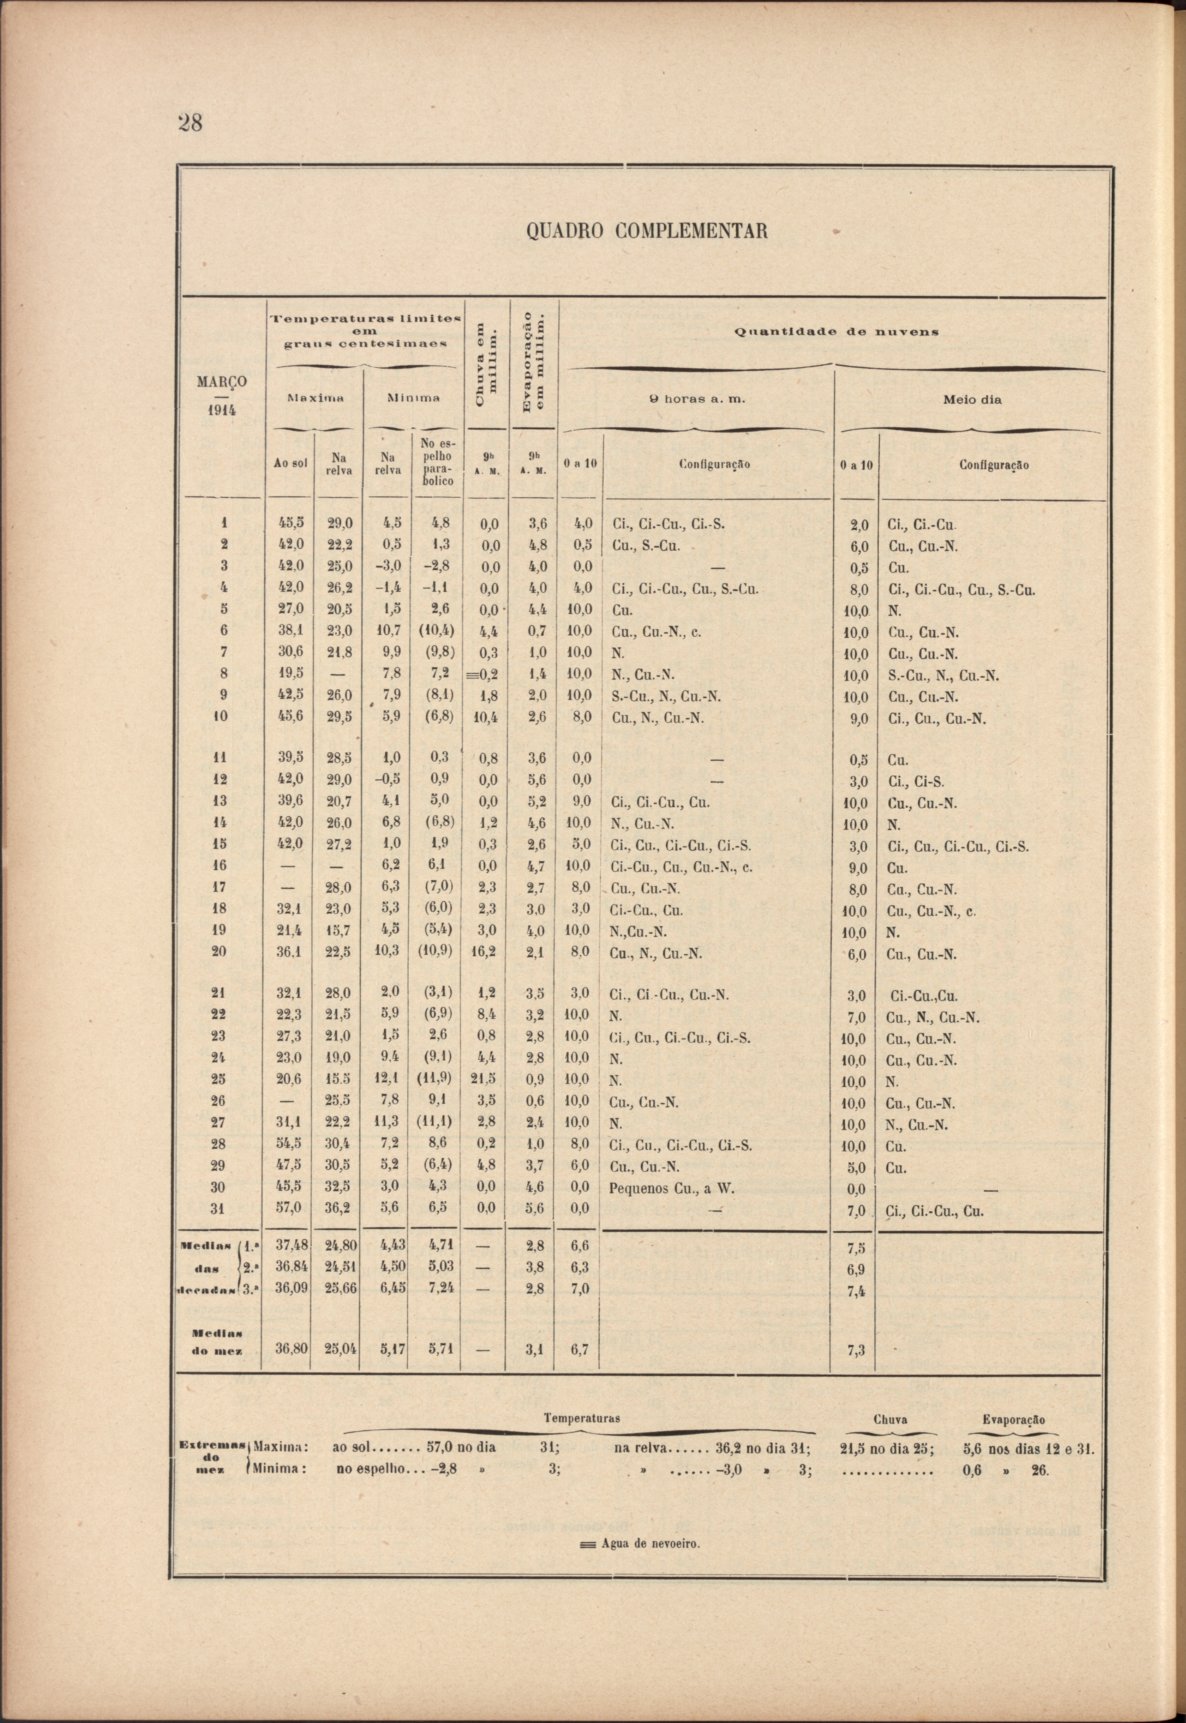 28
QUADRO COMPLEMENTAR
MARÇO
—
1914
Temperaturas limites
em
graus centesimaes
Chuva em millim.
Evaporação em millim.
Quantidade de nuvens
Maxima
Minima
9 horas a. m.
Meio dia
Ao sol
Na relva
Na relva
No espelho para-bolico
9h A. M.
9h A. M.
0 a 10
Configuração
0 a 10
Configuração
1 45,5 29,0 4,5 4,8 0,0 3,6 4,0 Ci., Ci.-Cu., Ci.-S. 2,0 Ci., Ci.-Cu.
2 42,0 22,2 0,5 1,3 0,0 4,8 0,5 Cu., S.-Cu. 6,0 Cu., Cu.-N.
3 42,0 25,0 -3,0 -2,8 0,0 4,0 0,0 — 0,5 Cu.
4 42,0 26,2 -1,4 -1,1 0,0 4,0 4,0 Ci., Ci.-Cu., Cu., S.-Cu. 8,0 Ci., Ci.-Cu., Cu., S.-Cu.
5 27,0 20,5 1,5 2,6 0,0 4,4 10,0 Cu. 10,0 N.
6 38,1 23,0 10,7 (10,4) 4,4 0,7 10,0 Cu., Cu.-N., c. 10,0 Cu., Cu.-N.
7 30,6 21,8 9,9 (9,8) 0,3 1,0 10,0 N. 10,0 Cu., Cu.-N.
8 19,5 — 7,8 7,2 ≡0,2 1,4 10,0 N., Cu.-N. 10,0 S.-Cu., N., Cu.-N.
9 42,5 26,0 7,9 (8,1) 1,8 2,0 10,0 S.-Cu., N., Cu.-N. 10,0 Cu., Cu.-N.
10 45,6 29,5 5,9 (6,8) 10,4 2,6 8,0 Cu., N., Cu.-N. 9,0 Ci., Cu., Cu.-N.
11 39,5 28,5 1,0 0,3 0,8 3,6 0,0 — 0,5 Cu.
12 42,0 29,0 -0,5 0,9 0,0 5,6 0,0 — 3,0 Ci., Ci-S.
13 39,6 20,7 4,1 5,0 0,0 5,2 9,0 Ci., Ci.-Cu., Cu. 10,0 Cu., Cu.-N.
14 42,0 26,0 6,8 (6,8) 1,2 4,6 10,0 N., Cu.-N. 10,0 N.
15 42,0 27,2 1,0 1,9 0,3 2,6 5,0 Ci., Cu., Ci.-Cu., Ci.-S. 3,0 Ci., Cu., Ci.-Cu., Ci.-S.
16 — — 6,2 6,1 0,0 4,7 10,0 Ci.-Cu., Cu., Cu.-N., c. 9,0 Cu.
17 — 28,0 6,3 (7,0) 2,3 2,7 8,0 Cu., Cu.-N. 8,0 Cu., Cu.-N.
18 32,1 23,0 5,3 (6,0) 2,3 3,0 3,0 Ci.-Cu., Cu. 10,0 Cu., Cu.-N., c.
19 21,4 15,7 4,5 (5,4) 3,0 4,0 10,0 N.,Cu.-N. 10,0 N.
20 36,1 22,5 10,3 (10,9) 16,2 2,1 8,0 Cu., N., Cu.-N. 6,0 Cu., Cu.-N.
21 32,1 28,0 2,0 (3,1) 1,2 3,5 3,0 Ci., Ci.-Cu., Cu.-N. 3,0 Ci.-Cu.,Cu.
22 22,3 21,5 5,9 (6,9) 8,4 3,2 10,0 N. 7,0 Cu., N., Cu.-N.
23 27,3 21,0 1,5 2,6 0,8 2,8 10,0 Ci., Cu., Ci.-Cu., Ci.-S. 10,0 Cu., Cu.-N.
24 23,0 19,0 9,4 (9,1) 4,4 2,8 10,0 N. 10,0 Cu., Cu.-N.
25 20,6 15,5 12,1 (11,9) 21,5 0,9 10,0 N. 10,0 N.
26 — 25,5 7,8 9,1 3,5 0,6 10,0 Cu., Cu.-N. 10,0 Cu., Cu.-N.
27 31,1 22,2 11,3 (11,1) 2,8 2,4 10,0 N. 10,0 N., Cu.-N.
28 54,5 30,4 7,2 8,6 0,2 1,0 8,0 Ci., Cu., Ci.-Cu., Ci.-S. 10,0 Cu.
29 47,5 30,5 5,2 (6,4) 4,8 3,7 6,0 Cu., Cu.-N. 5,0 Cu.
30 45,5 32,5 3,0 4,3 0,0 4,6 0,0 Pequenos Cu., a W. 0,0 —
31 57,0 36,2 5,6 6,5 0,0 5,6 0,0 — 7,0 Ci., Ci.-Cu., Cu.
Medias 1.ª 37,48 24,80 4,43 4,71 — 2,8 6,6 7,5
das 2.ª 36,84 24,51 4,50 5,03 — 3,8 6,3 6,9
decadas 3.ª 36,09 25,66 6,45 7,24 — 2,8 7,0 7,4
Medias
do mez 36,80 25,04 5,17 5,71 — 3,1 6,7 7,3
Temperaturas Chuva Evaporação
Extremas do mez
Maxima: ao sol....... 57,0 no dia 31; na relva...... 36,2 no dia 31; 21,5 no dia 25; 5,6 nos dias 12 e 31.
Minima: no espelho... -2,8 » 3; » ...... -3,0 » 3; ............. 0,6 » 26.
≡ Agua de nevoeiro.